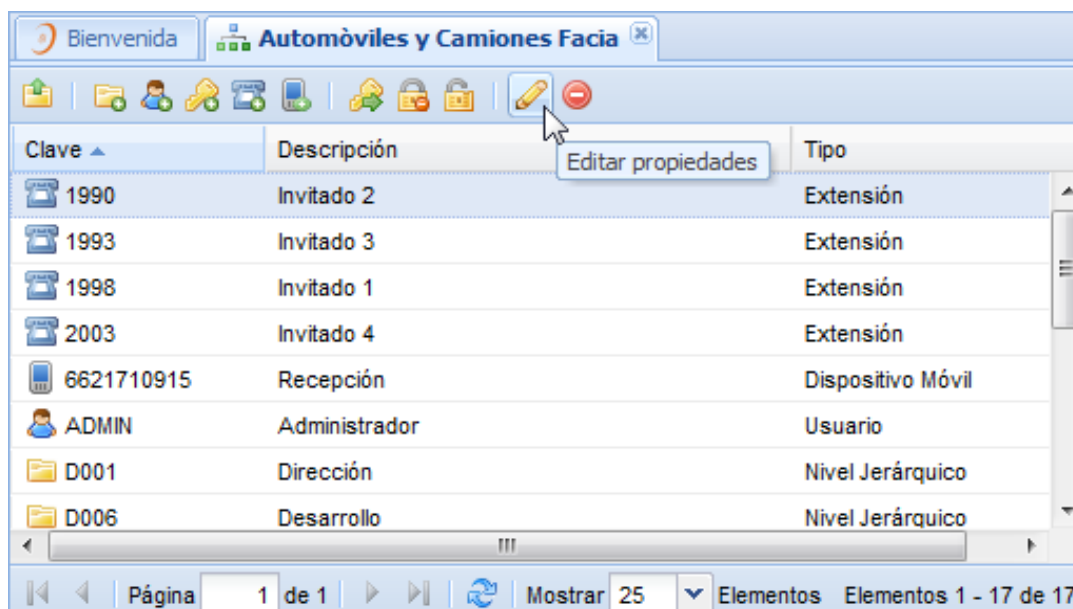 Bienvenida Automòviles y Camiones Facia
Clave Descripción Tipo
Editar propiedades
1990 Invitado 2 Extensión
1993 Invitado 3 Extensión
1998 Invitado 1 Extensión
2003 Invitado 4 Extensión
6621710915 Recepción Dispositivo Móvil
ADMIN Administrador Usuario
D001 Dirección Nivel Jerárquico
D006 Desarrollo Nivel Jerárquico
Página 1 de 1 Mostrar 25 Elementos Elementos 1 - 17 de 17